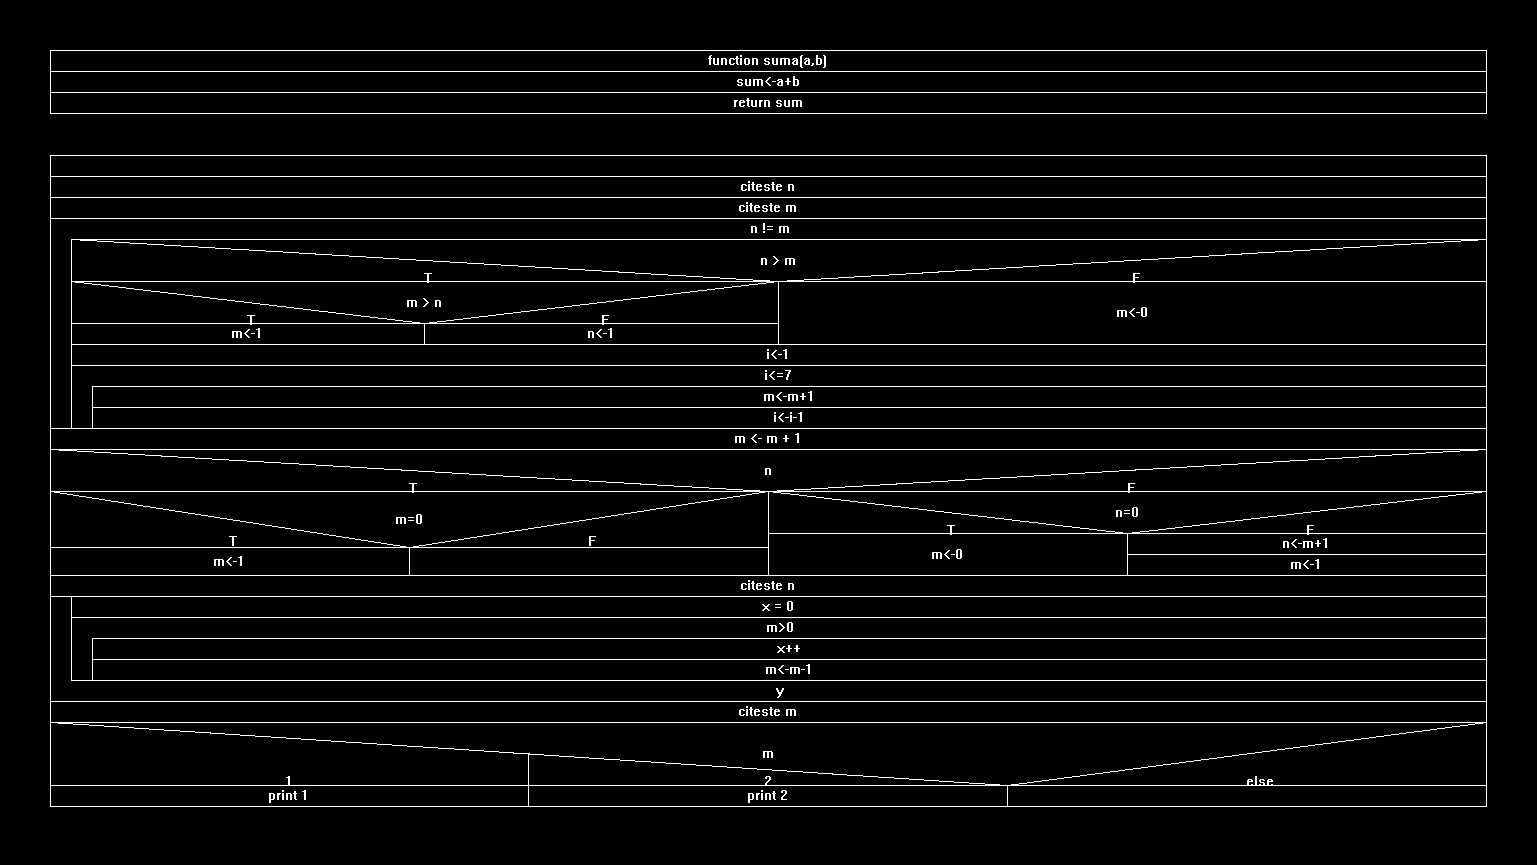 function suma(a,b)
sum<-a+b
return sum
citeste n
citeste m
n != m
n > m
T F
m > n
m<-0
T F
m<-1 n<-1
i<-1
i<=7
m<-m+1
i<-i-1
m <- m + 1
n
T F
n=0
m=0
T F
T F
n<-m+1
m<-0
m<-1 m<-1
citeste n
x = 0
m>0
x++
m<-m-1
y
citeste m
m
1 2 else
print 1 print 2